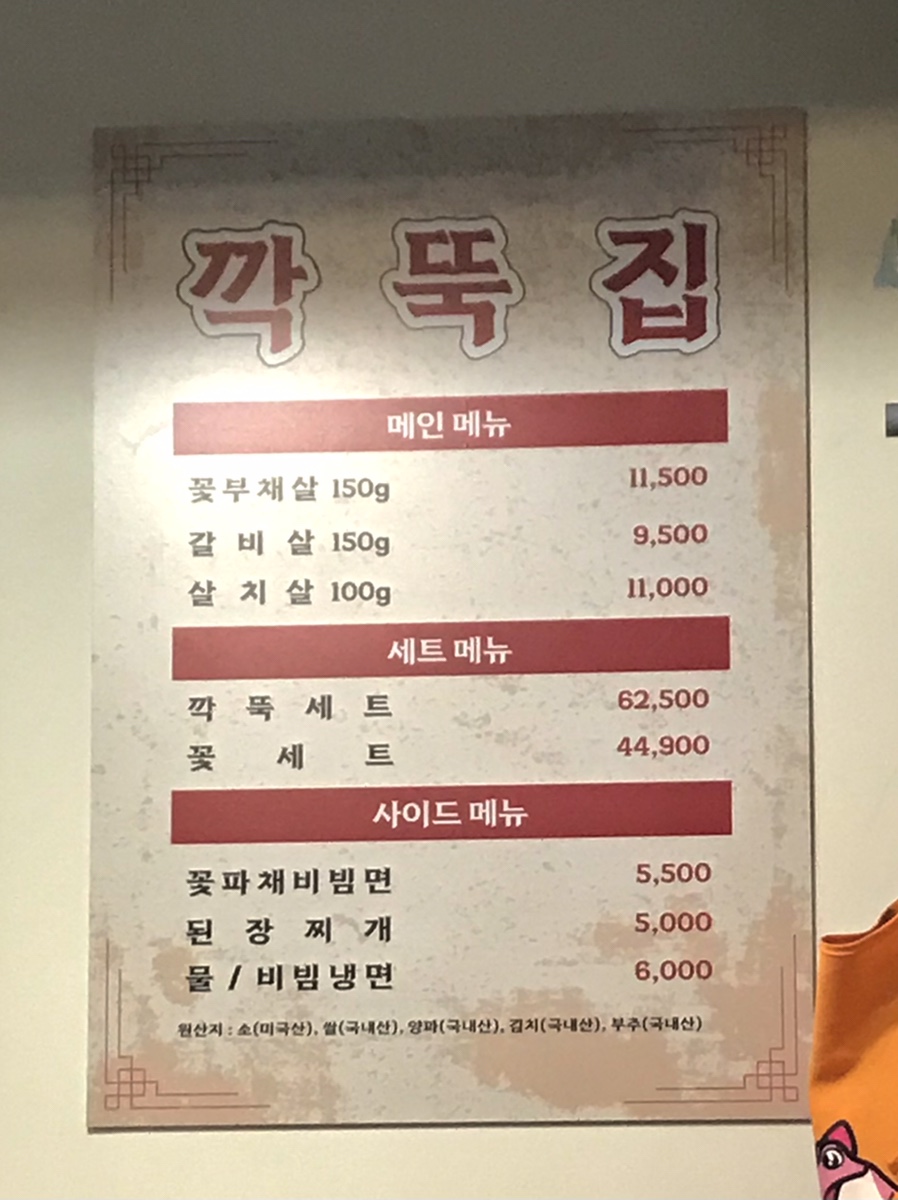 깍뚝집
메인 메뉴
꽃부채살 150g 11,500
갈비살 150g 9,500
살치살 100g 11,000
세트 메뉴
깍뚝세트 62,500
꽃세트 44,900
사이드 메뉴
꽃파채비빔면 5,500
된장찌개 5,000
물/비빔냉면 6,000
원산지 : 소(미국산), 쌀(국내산), 양파(국내산), 김치(국내산), 부추(국내산)